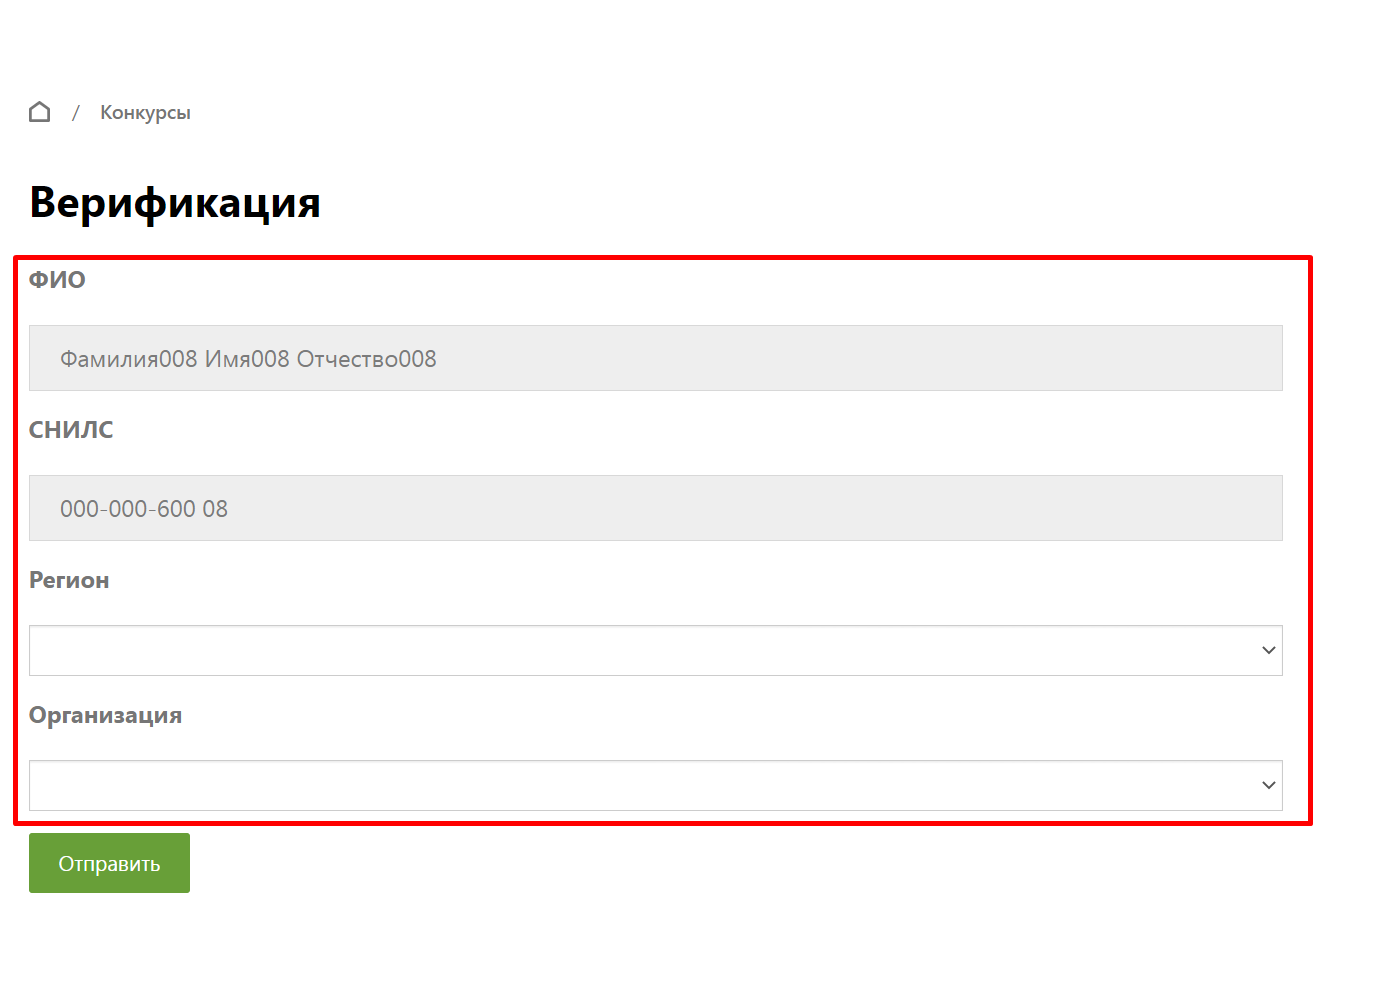 / Конкурсы
Верификация
ФИО
Фамилия008 Имя008 Отчество008
СНИЛС
000-000-600 08
Регион
Организация
Отправить